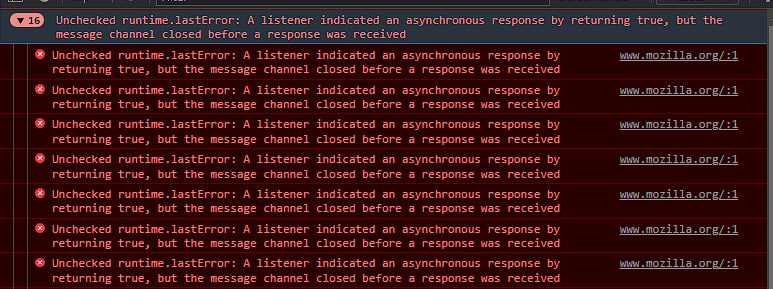 16 Unchecked runtime.lastError: A listener indicated an asynchronous response by returning true, but the
message channel closed before a response was received
Unchecked runtime.lastError: A listener indicated an asynchronous response by www.mozilla.org/:1
returning true, but the message channel closed before a response was received
Unchecked runtime.lastError: A listener indicated an asynchronous response by www.mozilla.org/:1
returning true, but the message channel closed before a response was received
Unchecked runtime.lastError: A listener indicated an asynchronous response by www.mozilla.org/:1
returning true, but the message channel closed before a response was received
Unchecked runtime.lastError: A listener indicated an asynchronous response by www.mozilla.org/:1
returning true, but the message channel closed before a response was received
Unchecked runtime.lastError: A listener indicated an asynchronous response by www.mozilla.org/:1
returning true, but the message channel closed before a response was received
Unchecked runtime.lastError: A listener indicated an asynchronous response by www.mozilla.org/:1
returning true, but the message channel closed before a response was received
Unchecked runtime.lastError: A listener indicated an asynchronous response by www.mozilla.org/:1
returning true, but the message channel closed before a response was received